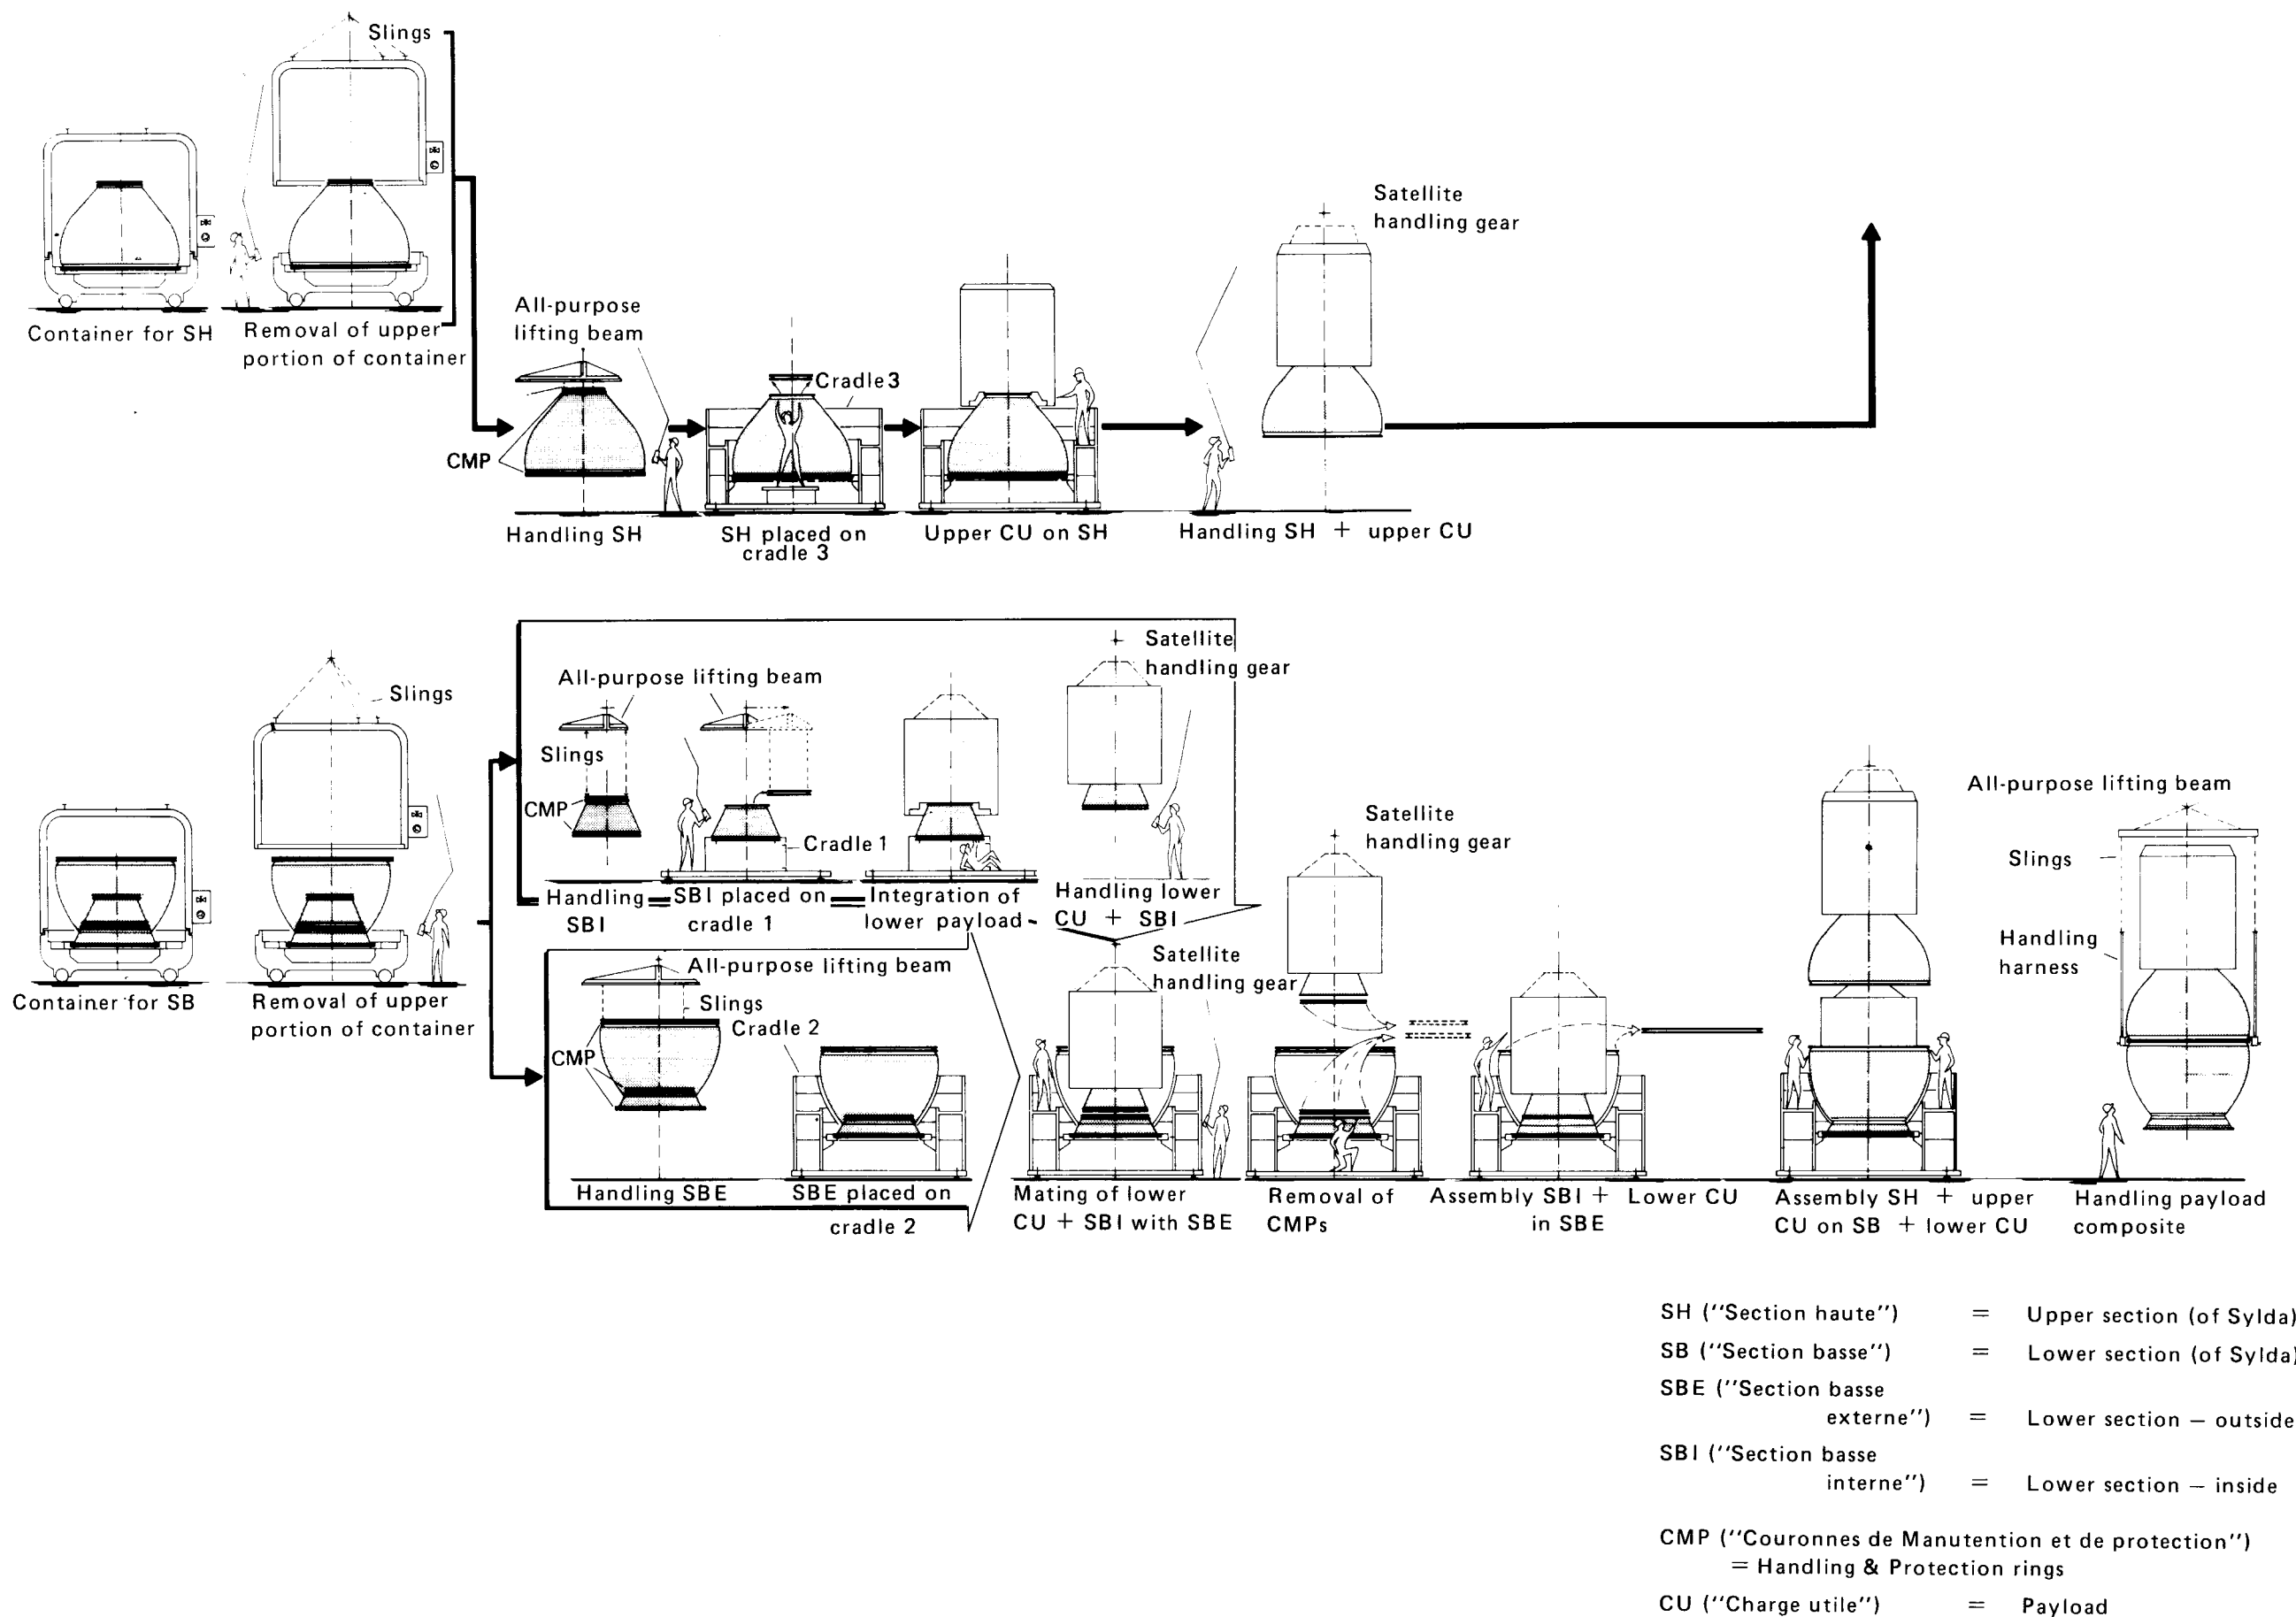 Slings
Container for SH
Removal of upper
portion of container
All-purpose
lifting beam
CMP
Handling SH
Cradle 3
SH placed on
cradle 3
Upper CU on SH
Satellite
handling gear
Handling SH + upper CU
Slings
Container for SB
Removal of upper
portion of container
All-purpose lifting beam
Slings
CMP
Handling
SBI
Cradle 1
SBI placed on
cradle 1
Integration of
lower payload
Satellite
handling gear
Handling lower
CU + SBI
All-purpose lifting beam
Slings
CMP
Handling SBE
Cradle 2
SBE placed on
cradle 2
Satellite
handling gear
Mating of lower
CU + SBI with SBE
Satellite
handling gear
Removal of
CMPs
Assembly SBI + Lower CU
in SBE
Assembly SH + upper
CU on SB + lower CU
All-purpose lifting beam
Slings
Handling
harness
Handling payload
composite
SH (''Section haute'') = Upper section (of Sylda)
SB (''Section basse'') = Lower section (of Sylda)
SBE (''Section basse
externe'') = Lower section – outside
SBI (''Section basse
interne'') = Lower section – inside
CMP (''Couronnes de Manutention et de protection'')
= Handling & Protection rings
CU (''Charge utile'') = Payload